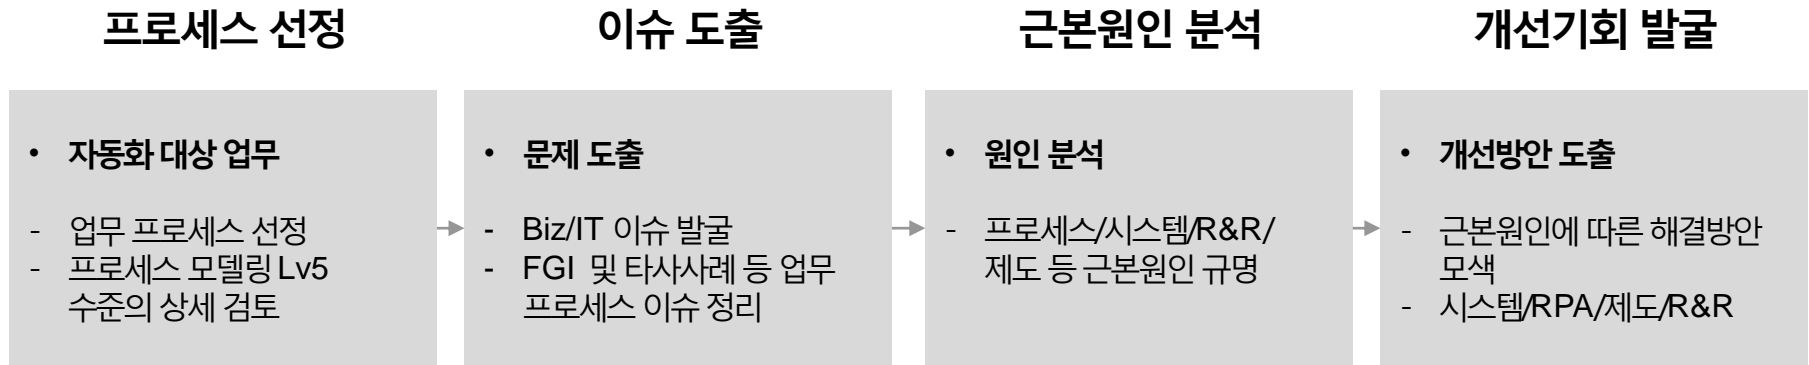 프로세스 선정
• 자동화 대상 업무
- 업무 프로세스 선정
- 프로세스 모델링 Lv5
수준의 상세 검토
이슈 도출
• 문제 도출
- Biz/IT 이슈 발굴
- FGI 및 타사사례 등 업무
프로세스 이슈 정리
근본원인 분석
• 원인 분석
- 프로세스/시스템/R&R/
제도 등 근본원인 규명
개선기회 발굴
• 개선방안 도출
- 근본원인에 따른 해결방안
모색
- 시스템/RPA/제도/R&R